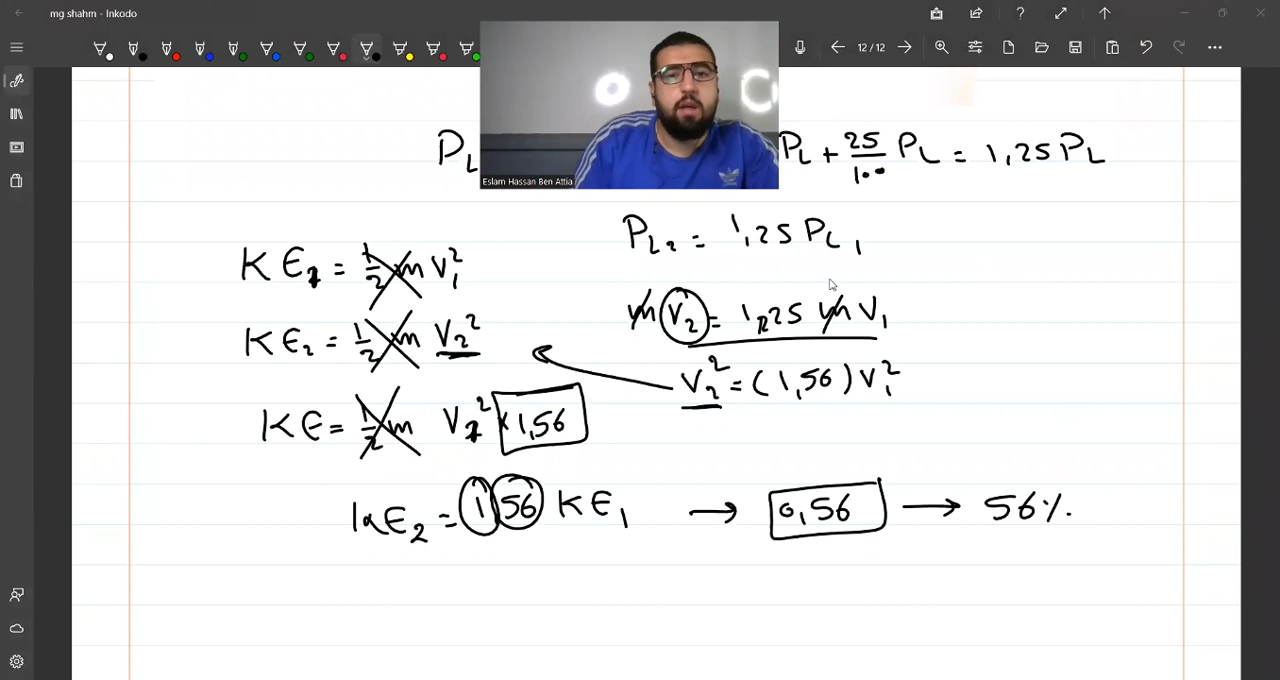 mg shahm - Inkodo
12/12
Eslam Hassan Ben Attia
P_L P_L + 25/100 P_L = 1,25 P_L
P_L2 = 1,25 P_L1
KE_1 = 1/2 m V_1^2
m V_2 = 1,25 m V_1
KE_2 = 1/2 m V_2^2
V_2^2 = (1,56) V_1^2
KE = 1/2 m V_1^2 × 1,56
KE_2 = 1,56 KE_1 → 0,56 → 56%